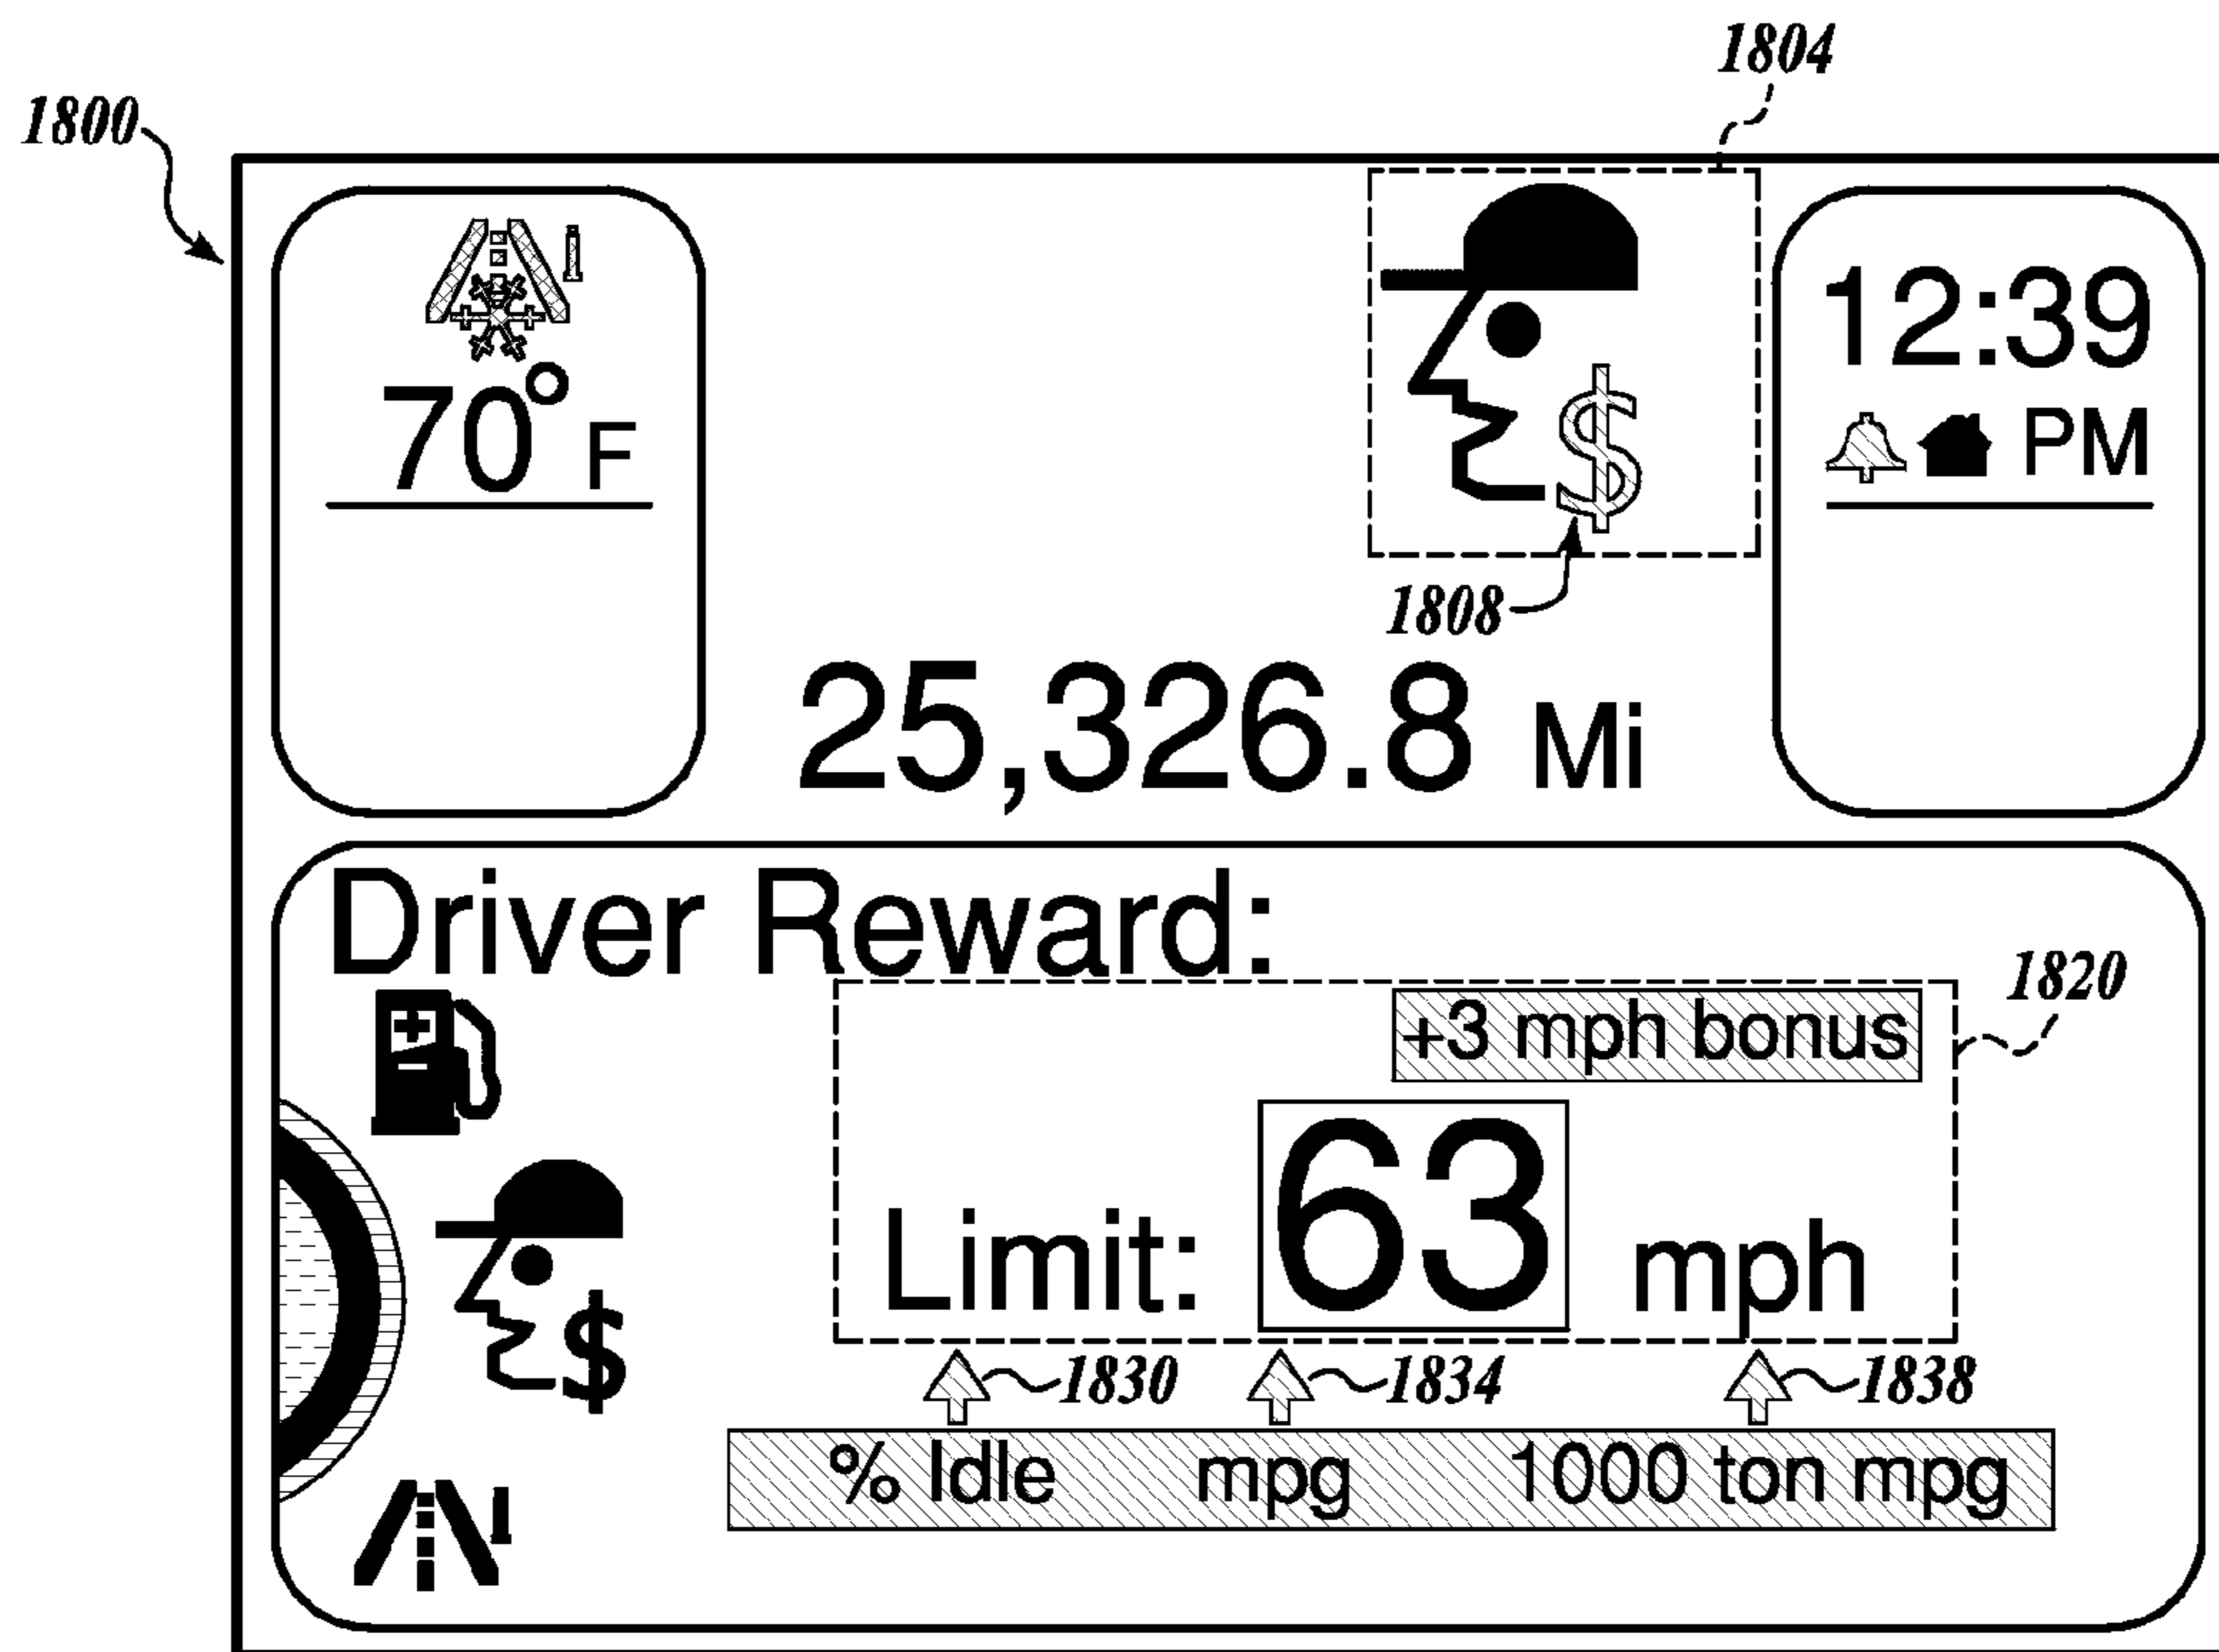 1804
1800
70° F
12:39
PM
$
1808
25,326.8 Mi
Driver Reward:
1820
+3 mph bonus
Limit: 63 mph
$
1830 1834 1838
% Idle mpg 1000 ton mpg